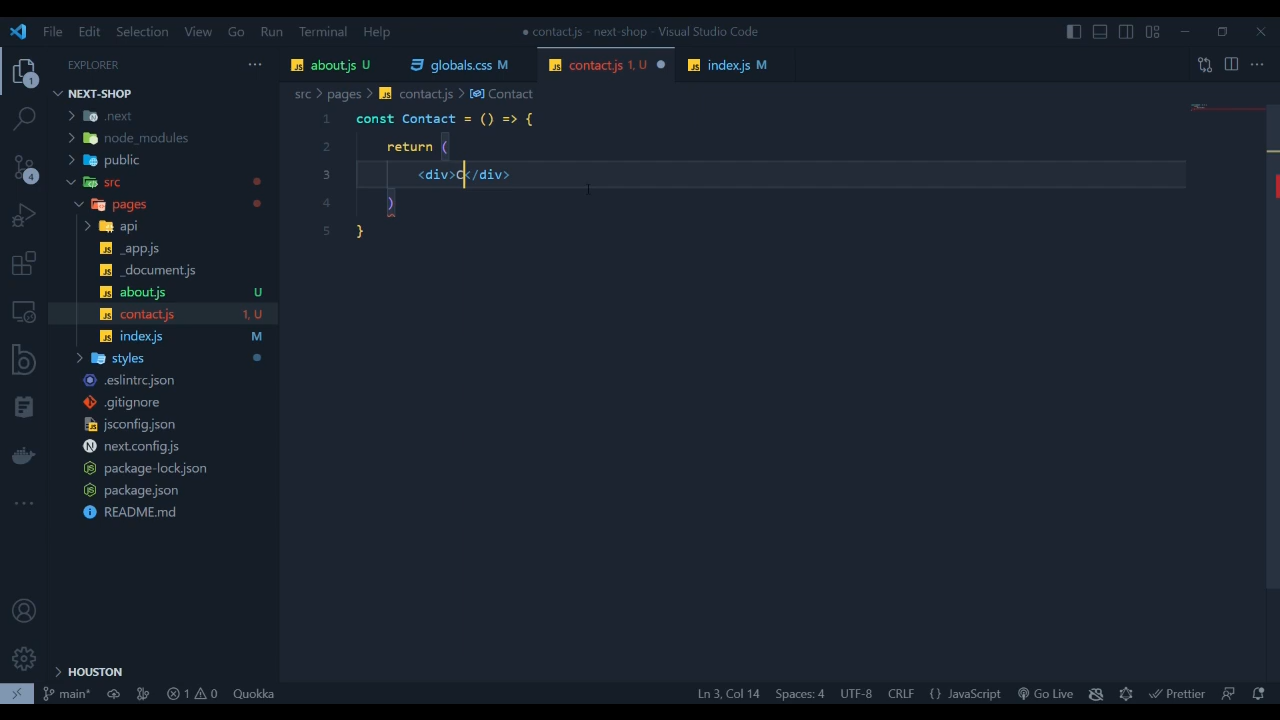 File Edit Selection View Go Run Terminal Help
● contact.js - next-shop - Visual Studio Code
EXPLORER
about.js U
globals.css M
contact.js 1, U
index.js M
NEXT-SHOP
src > pages > contact.js > Contact
.next
node_modules
public
src
pages
api
_app.js
_document.js
about.js U
contact.js 1, U
index.js M
styles
.eslintrc.json
.gitignore
jsconfig.json
next.config.js
package-lock.json
package.json
README.md
HOUSTON
1 const Contact = () => {
2 return (
3 <div>C</div>
4 )
5 }
1
4
main* 1 0 Quokka
Ln 3, Col 14 Spaces: 4 UTF-8 CRLF {} JavaScript Go Live Prettier